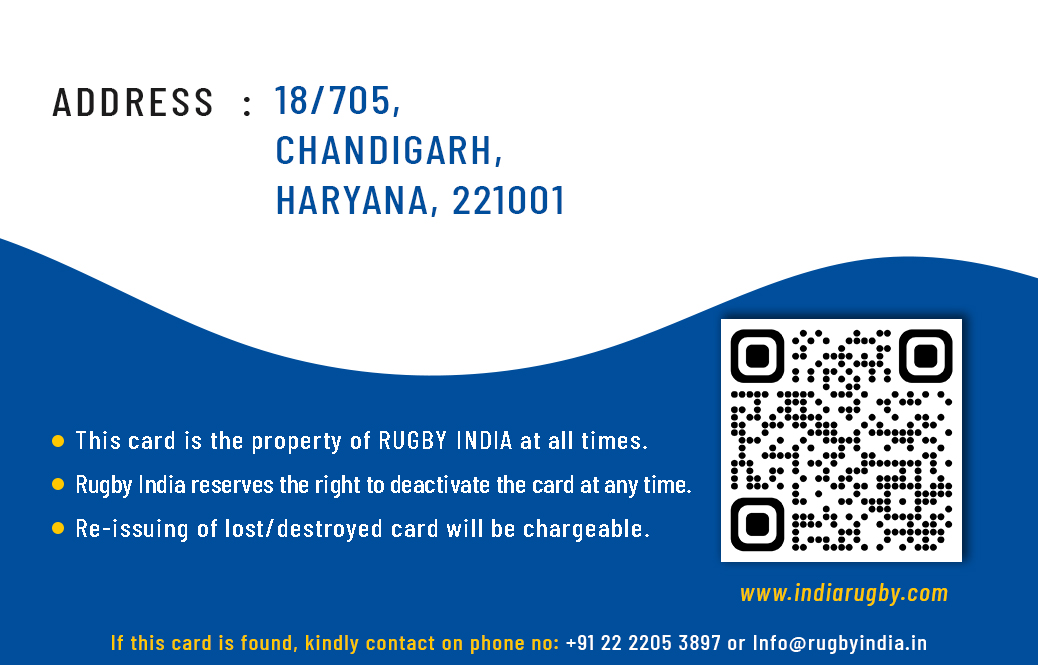 ADDRESS : 18/705,
CHANDIGARH,
HARYANA, 221001
This card is the property of RUGBY INDIA at all times.
Rugby India reserves the right to deactivate the card at any time.
Re-issuing of lost/destroyed card will be chargeable.
www.indiarugby.com
If this card is found, kindly contact on phone no: +91 22 2205 3897 or Info@rugbyindia.in